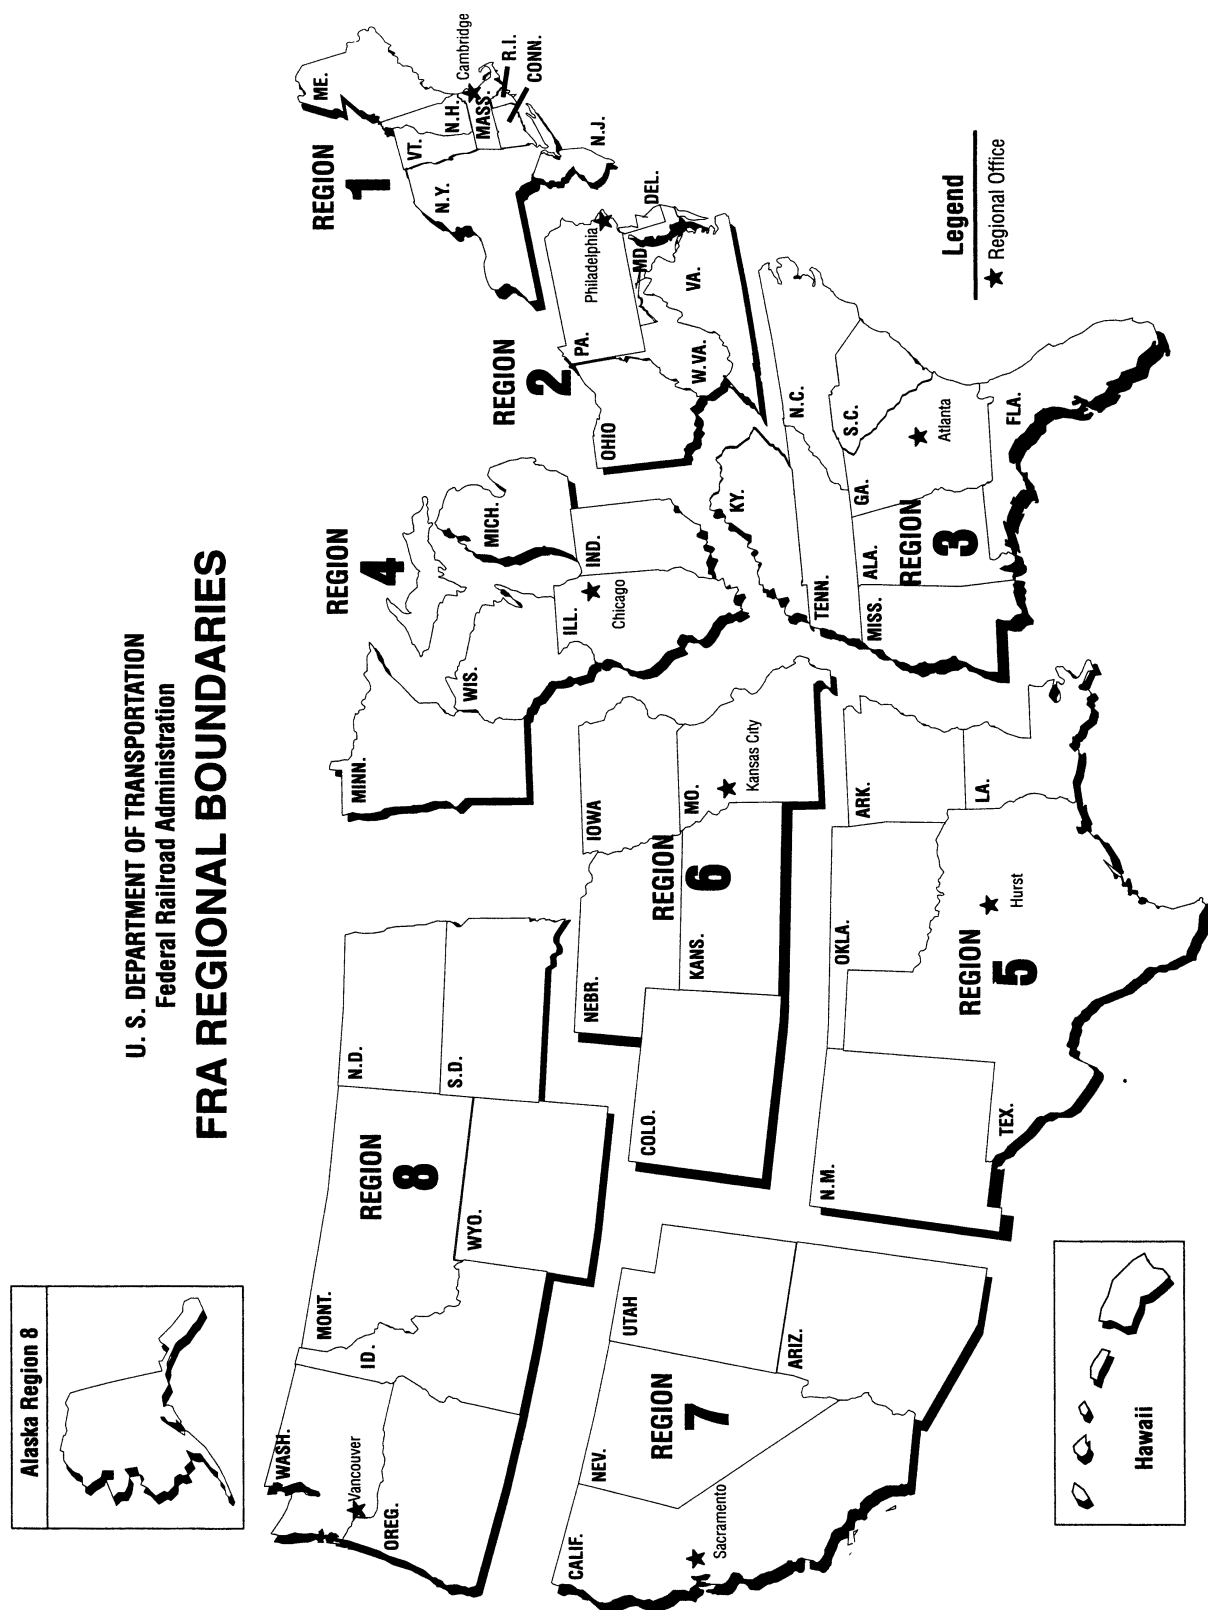 U. S. DEPARTMENT OF TRANSPORTATION
Federal Railroad Administration
FRA REGIONAL BOUNDARIES
Alaska Region 8
WASH.
Vancouver
OREG.
ID.
MONT.
REGION
8
WYO.
N.D.
S.D.
CALIF.
Sacramento
NEV.
REGION
7
UTAH
ARIZ.
COLO.
NEBR.
KANS.
REGION
6
IOWA
MO.
Kansas City
N.M.
TEX.
REGION
5
Hurst
OKLA.
ARK.
LA.
MINN.
WIS.
REGION
4
MICH.
ILL.
Chicago
IND.
KY.
TENN.
MISS.
ALA.
REGION
3
GA.
Atlanta
FLA.
S.C.
N.C.
REGION
2
OHIO
PA.
Philadelphia
W.VA.
VA.
MD
DEL.
REGION
1
N.Y.
N.J.
VT.
N.H.
ME.
MASS.
Cambridge
R.I.
CONN.
Legend
★ Regional Office
Hawaii